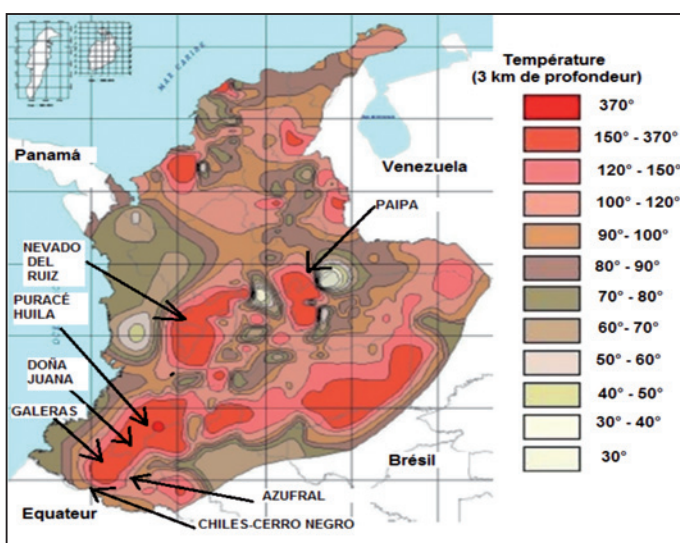 MAR CARIBE
Panamá
Venezuela
PAIPA
NEVADO
DEL
RUIZ
PURACÉ
HUILA
DOÑA
JUANA
GALERAS
AZUFRAL
CHILES-CERRO NEGRO
Equateur
Brésil
Température
(3 km de profondeur)
370°
150° - 370°
120° - 150°
100° - 120°
90° - 100°
80° - 90°
70° - 80°
60° - 70°
50° - 60°
40° - 50°
30° - 40°
30°